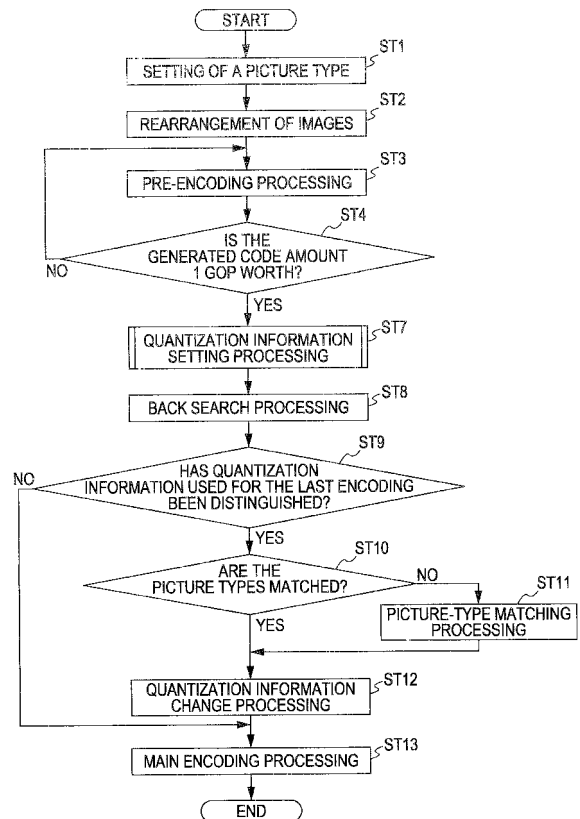 START
ST1
SETTING OF A PICTURE TYPE
ST2
REARRANGEMENT OF IMAGES
ST3
PRE-ENCODING PROCESSING
ST4
IS THE
GENERATED CODE AMOUNT
1 GOP WORTH?
NO
YES
ST7
QUANTIZATION INFORMATION
SETTING PROCESSING
ST8
BACK SEARCH PROCESSING
ST9
HAS QUANTIZATION
INFORMATION USED FOR THE LAST ENCODING
BEEN DISTINGUISHED?
NO
YES
ST10
ARE THE
PICTURE TYPES MATCHED?
NO
YES
ST11
PICTURE-TYPE MATCHING
PROCESSING
ST12
QUANTIZATION INFORMATION
CHANGE PROCESSING
ST13
MAIN ENCODING PROCESSING
END